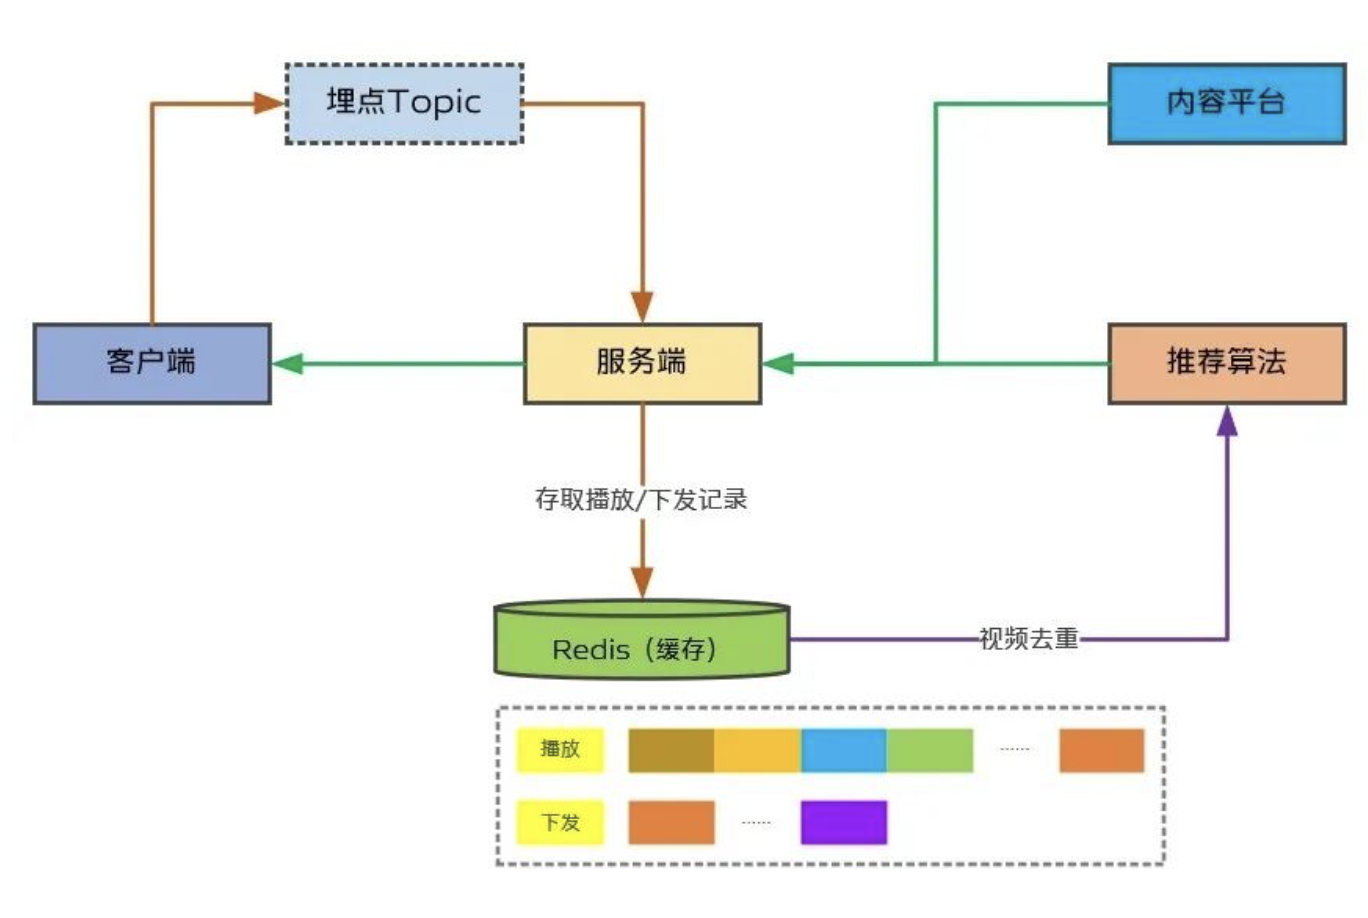 埋点Topic
内容平台
客户端
服务端
推荐算法
存取播放/下发记录
Redis（缓存）
视频去重
播放
......
下发
......